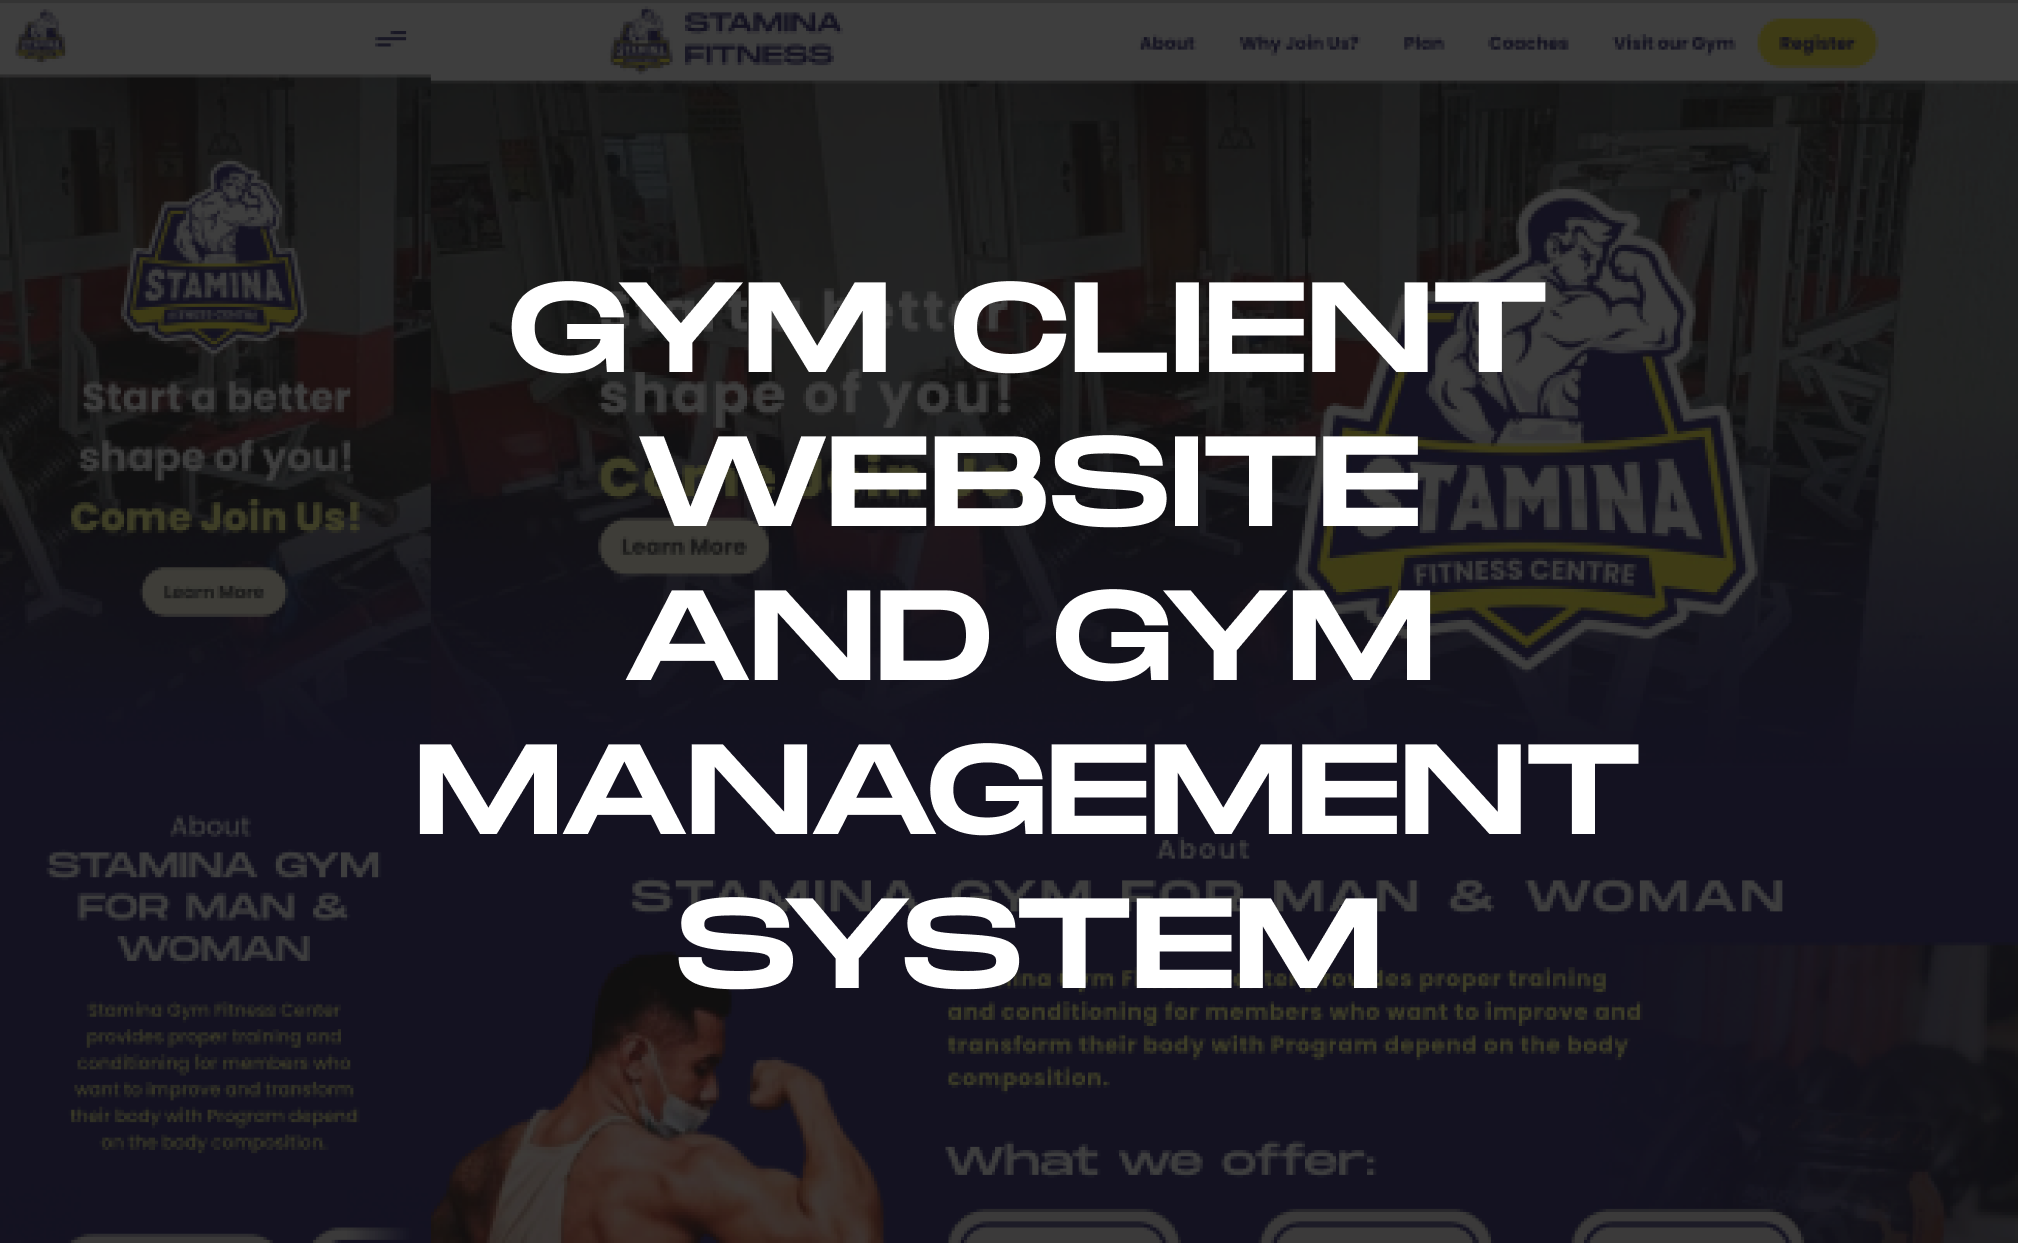 GYM CLIENT
WEBSITE
AND GYM
MANAGEMENT
SYSTEM
STAMINA
STAMINA
FITNESS
About
Why Join Us?
Plan
Coaches
Visit our Gym
Register
STAMINA
FITNESS CENTRE
Start a better
shape of you!
Come Join Us!
Learn More
About
STAMINA GYM
FOR MAN &
WOMAN
Stamina Gym Fitness Center
provides proper training and
conditioning for members who
want to improve and transform
their body with Program depend
on the body composition.
shape of you!
Learn More
STAMINA
FITNESS CENTRE
About
STAMINA GYM FOR MAN & WOMAN
proper training
and conditioning for members who want to improve and
transform their body with Program depend on the body
composition.
What we offer: